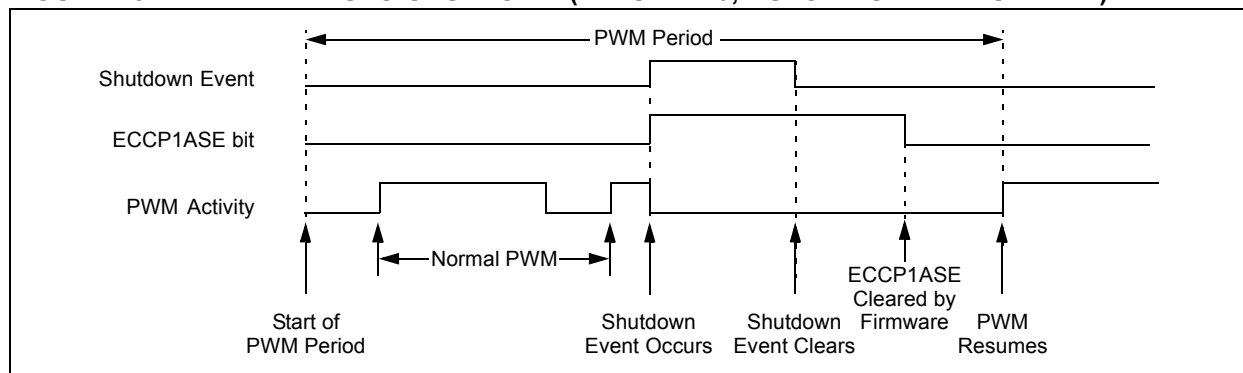 PWM Period
Shutdown Event
ECCP1ASE bit
PWM Activity
Normal PWM
Start of
PWM Period
Shutdown
Event Occurs
Shutdown
Event Clears
ECCP1ASE
Cleared by
Firmware
PWM
Resumes